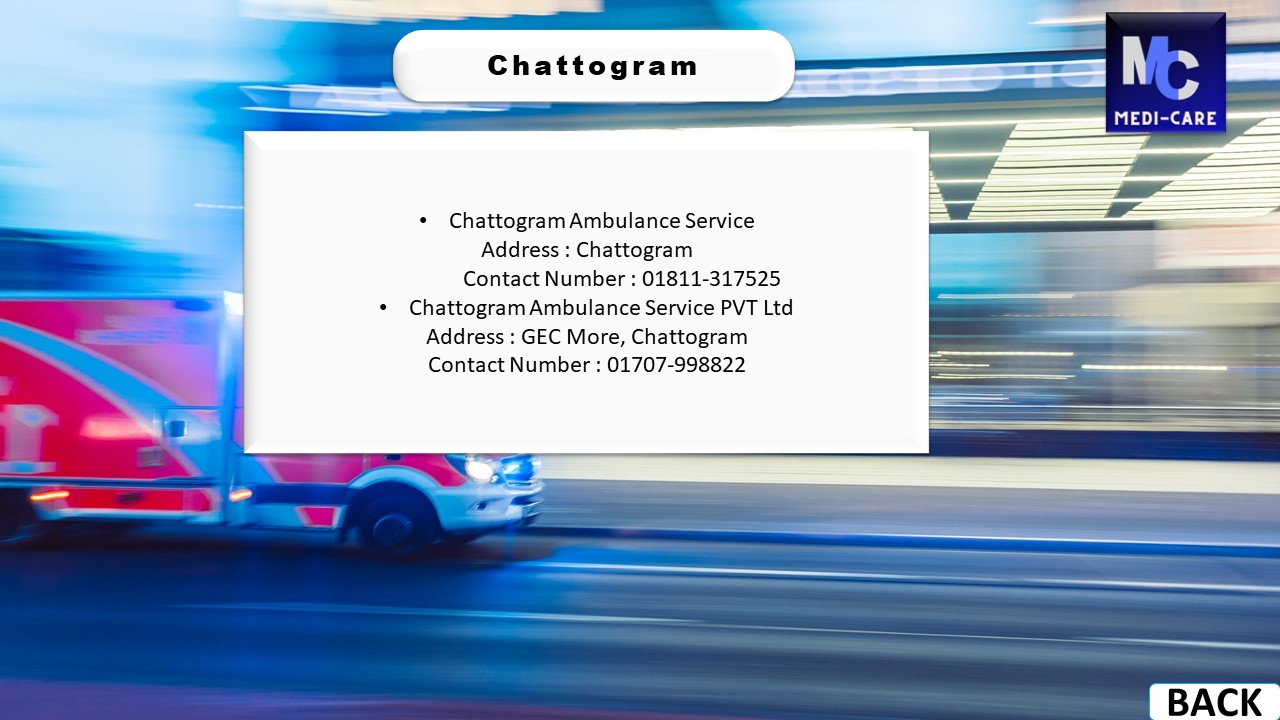 Chattogram
MC
MEDI-CARE
• Chattogram Ambulance Service
Address : Chattogram
Contact Number : 01811-317525
• Chattogram Ambulance Service PVT Ltd
Address : GEC More, Chattogram
Contact Number : 01707-998822
BACK